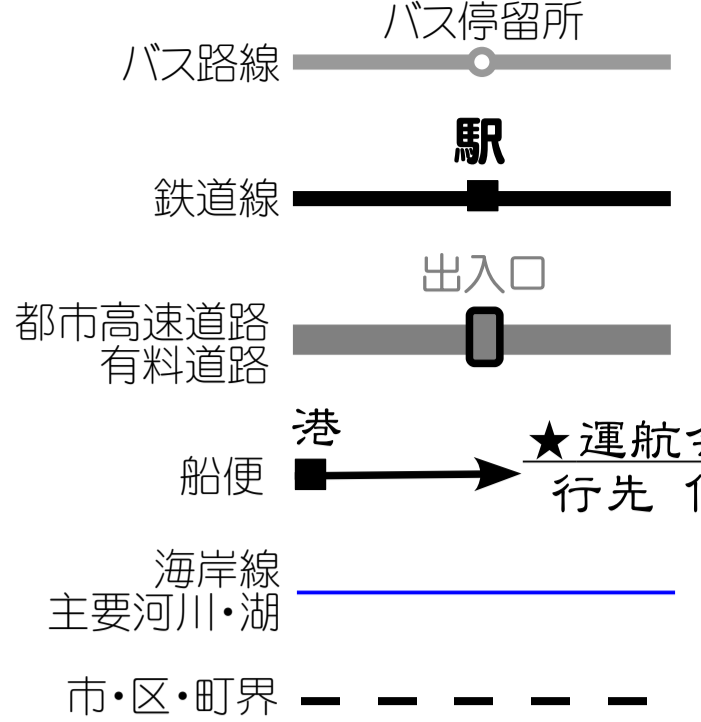 バス停留所
バス路線
駅
鉄道線
出入口
都市高速道路
有料道路
港
船便
★運航
行先
海岸線
主要河川・湖
市・区・町界